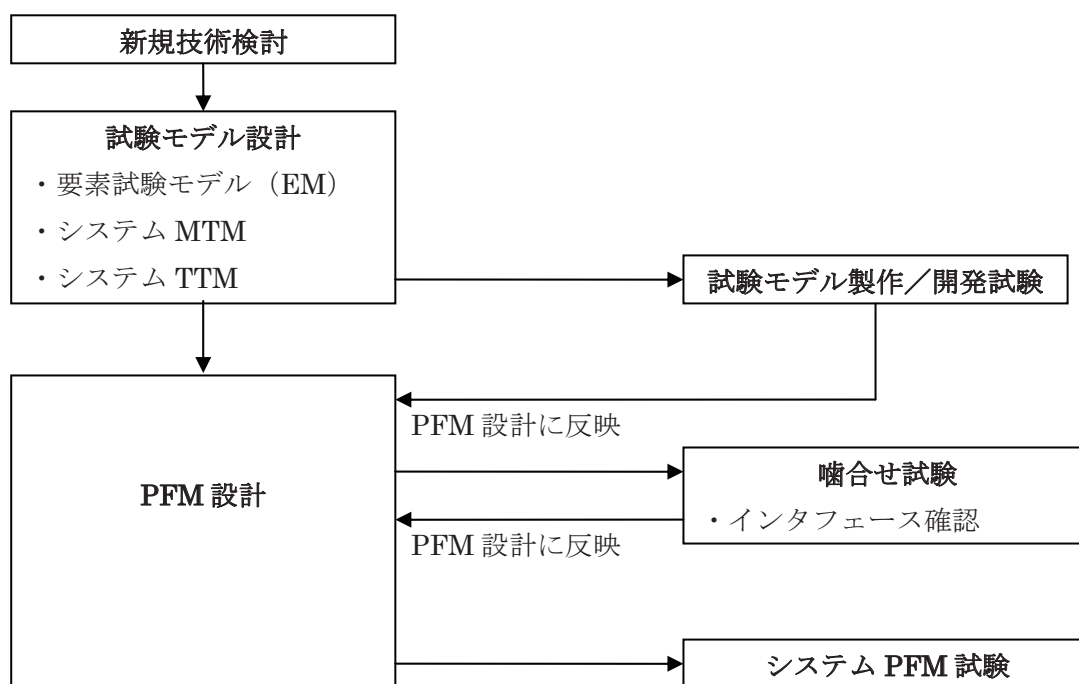 新規技術検討
試験モデル設計
・要素試験モデル（EM）
・システム MTM
・システム TTM
試験モデル製作／開発試験
PFM 設計に反映
PFM 設計
噛合せ試験
・インタフェース確認
PFM 設計に反映
システム PFM 試験